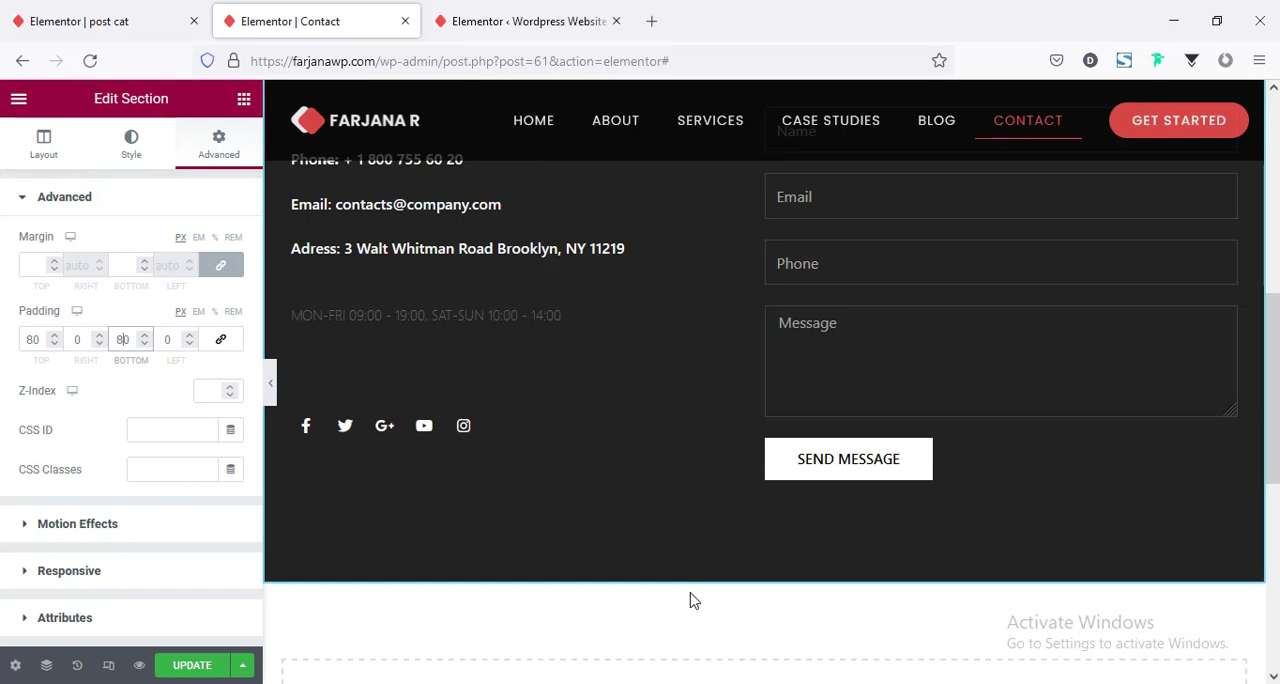 Elementor | post cat
Elementor | Contact
Elementor ‹ Wordpress Website
https://farjanawp.com/wp-admin/post.php?post=61&action=elementor#
Edit Section
Layout
Style
Advanced
Advanced
Margin
PX EM % REM
auto
auto
TOP RIGHT BOTTOM LEFT
Padding
PX EM % REM
80 0 80 0
TOP RIGHT BOTTOM LEFT
Z-Index
CSS ID
CSS Classes
Motion Effects
Responsive
Attributes
UPDATE
FARJANA R
HOME ABOUT SERVICES CASE STUDIES BLOG CONTACT GET STARTED
Name
Phone: + 1 800 755 60 20
Email: contacts@company.com
Adress: 3 Walt Whitman Road Brooklyn, NY 11219
MON-FRI 09:00 - 19:00, SAT-SUN 10:00 - 14:00
Email
Phone
Message
SEND MESSAGE
Activate Windows
Go to Settings to activate Windows.